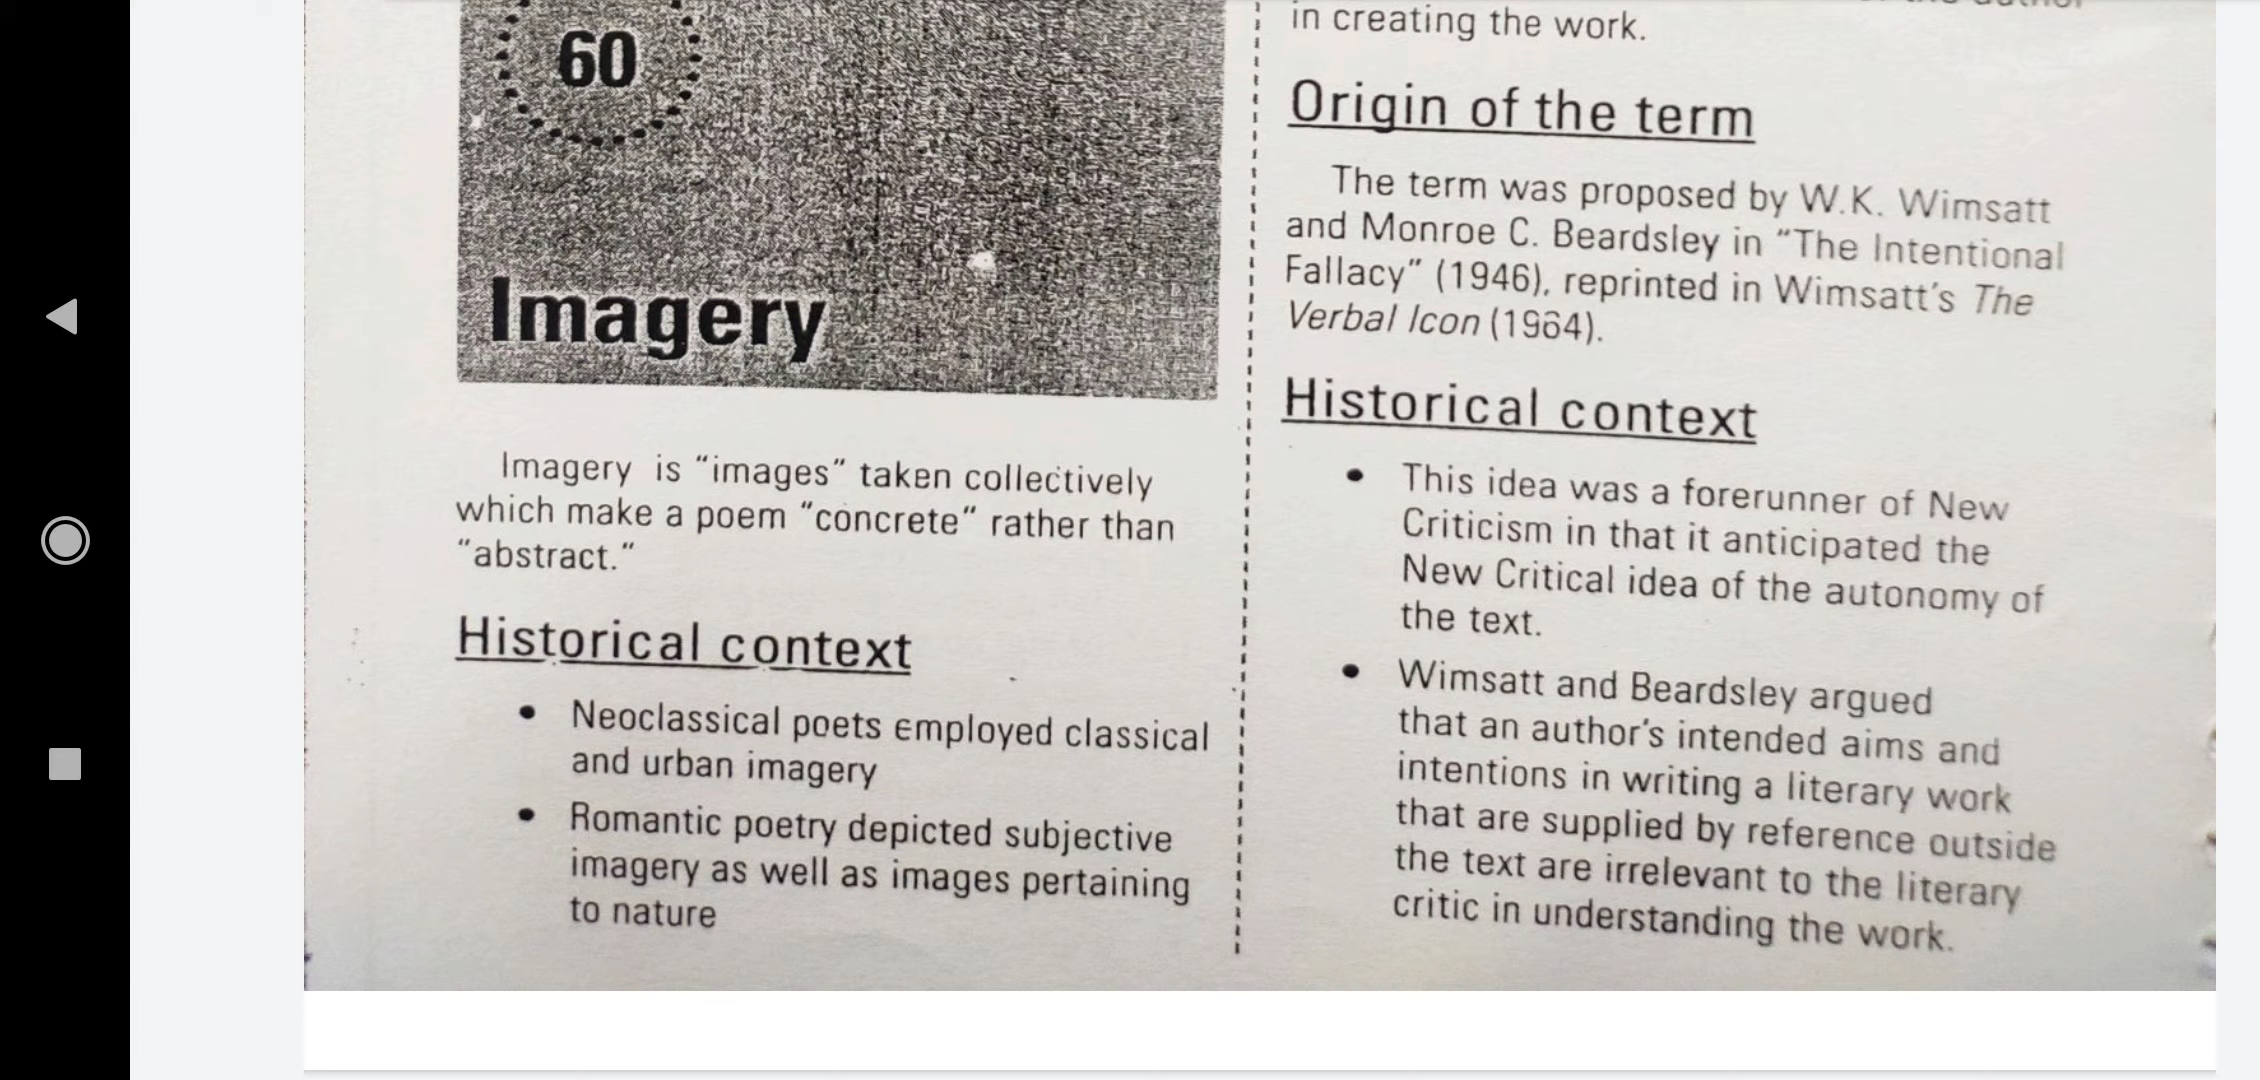 60
Imagery
Imagery is “images” taken collectively
which make a poem “concrete” rather than
“abstract.”
Historical context
• Neoclassical poets employed classical
and urban imagery
• Romantic poetry depicted subjective
imagery as well as images pertaining
to nature
in creating the work.
Origin of the term
The term was proposed by W.K. Wimsatt
and Monroe C. Beardsley in “The Intentional
Fallacy” (1946), reprinted in Wimsatt’s The
Verbal Icon (1964).
Historical context
• This idea was a forerunner of New
Criticism in that it anticipated the
New Critical idea of the autonomy of
the text.
• Wimsatt and Beardsley argued
that an author’s intended aims and
intentions in writing a literary work
that are supplied by reference outside
the text are irrelevant to the literary
critic in understanding the work.